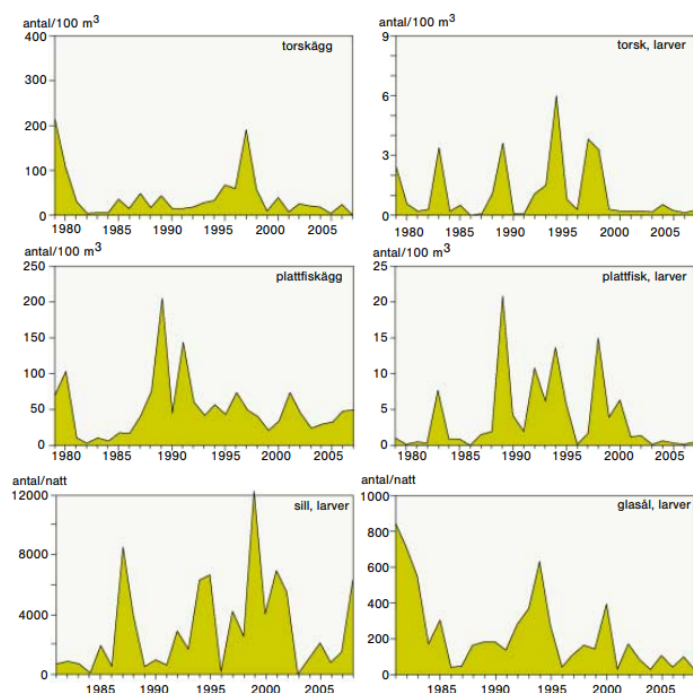 antal/100 m³
torskägg
400
300
200
100
0
1980 1985 1990 1995 2000 2005
antal/100 m³
torsk, larver
9
6
3
0
1980 1985 1990 1995 2000 2005
antal/100 m³
plattfiskägg
250
200
150
100
50
0
1980 1985 1990 1995 2000 2005
antal/100 m³
plattfisk, larver
25
20
15
10
5
0
1980 1985 1990 1995 2000 2005
antal/natt
sill, larver
12000
8000
4000
0
1985 1990 1995 2000 2005
antal/natt
glasål, larver
1000
800
600
400
200
0
1985 1990 1995 2000 2005